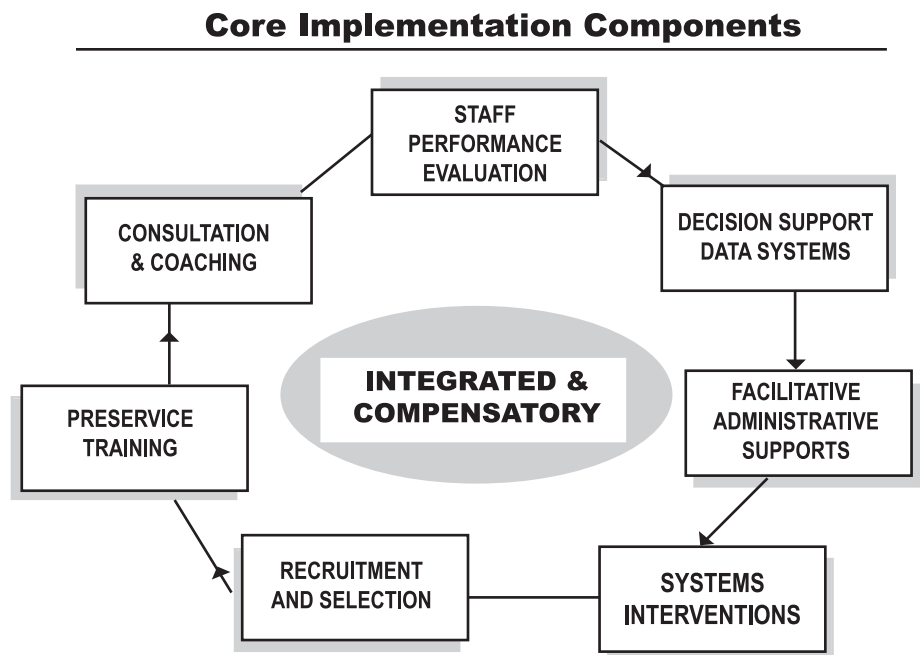 Core Implementation Components
STAFF
PERFORMANCE
EVALUATION
CONSULTATION
& COACHING
DECISION SUPPORT
DATA SYSTEMS
INTEGRATED &
COMPENSATORY
PRESERVICE
TRAINING
FACILITATIVE
ADMINISTRATIVE
SUPPORTS
RECRUITMENT
AND SELECTION
SYSTEMS
INTERVENTIONS